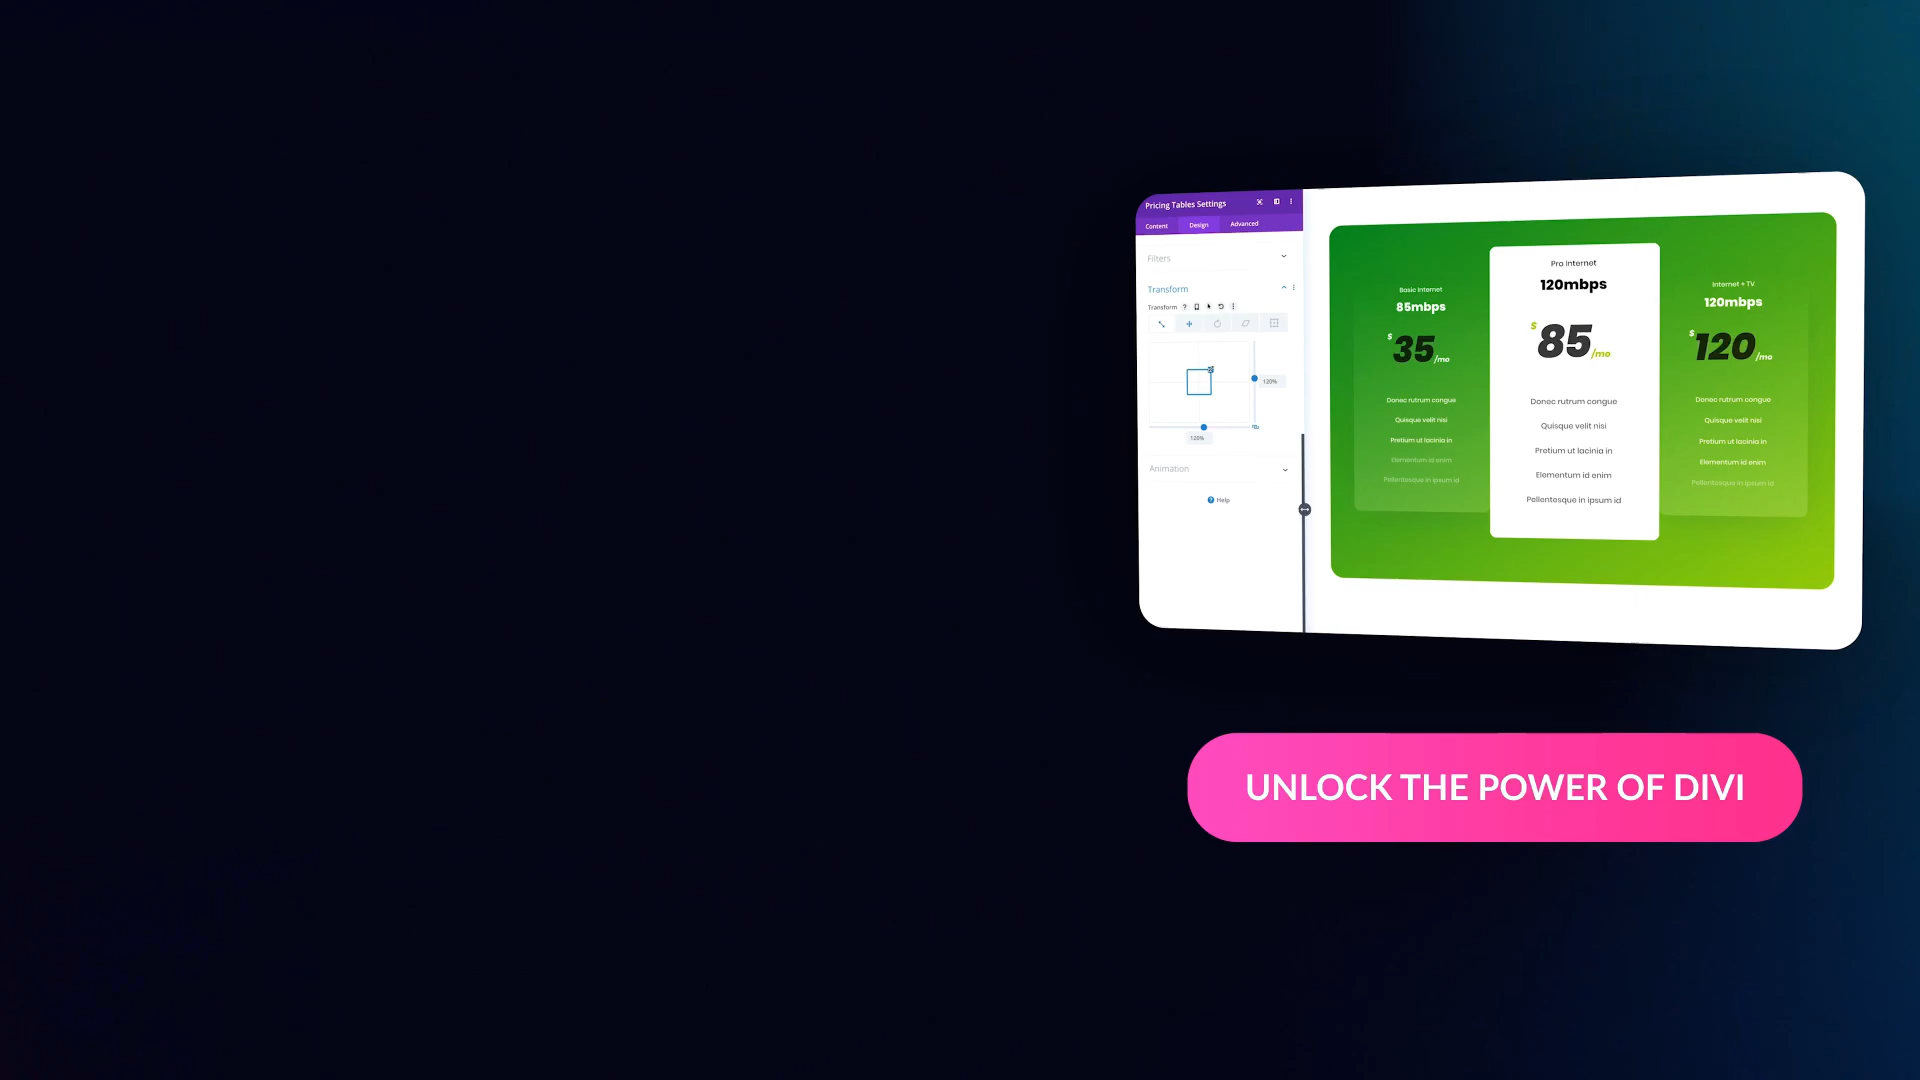 Pricing Tables Settings
Content Design Advanced
Filters
Transform
Transform ?
120%
120%
Animation
? Help
Basic Internet
85mbps
$35/mo
Donec rutrum congue
Quisque velit nisi
Pretium ut lacinia in
Elementum id enim
Pellentesque in ipsum id
Pro Internet
120mbps
$85/mo
Donec rutrum congue
Quisque velit nisi
Pretium ut lacinia in
Elementum id enim
Pellentesque in ipsum id
Internet + TV
120mbps
$120/mo
Donec rutrum congue
Quisque velit nisi
Pretium ut lacinia in
Elementum id enim
Pellentesque in ipsum id
UNLOCK THE POWER OF DIVI